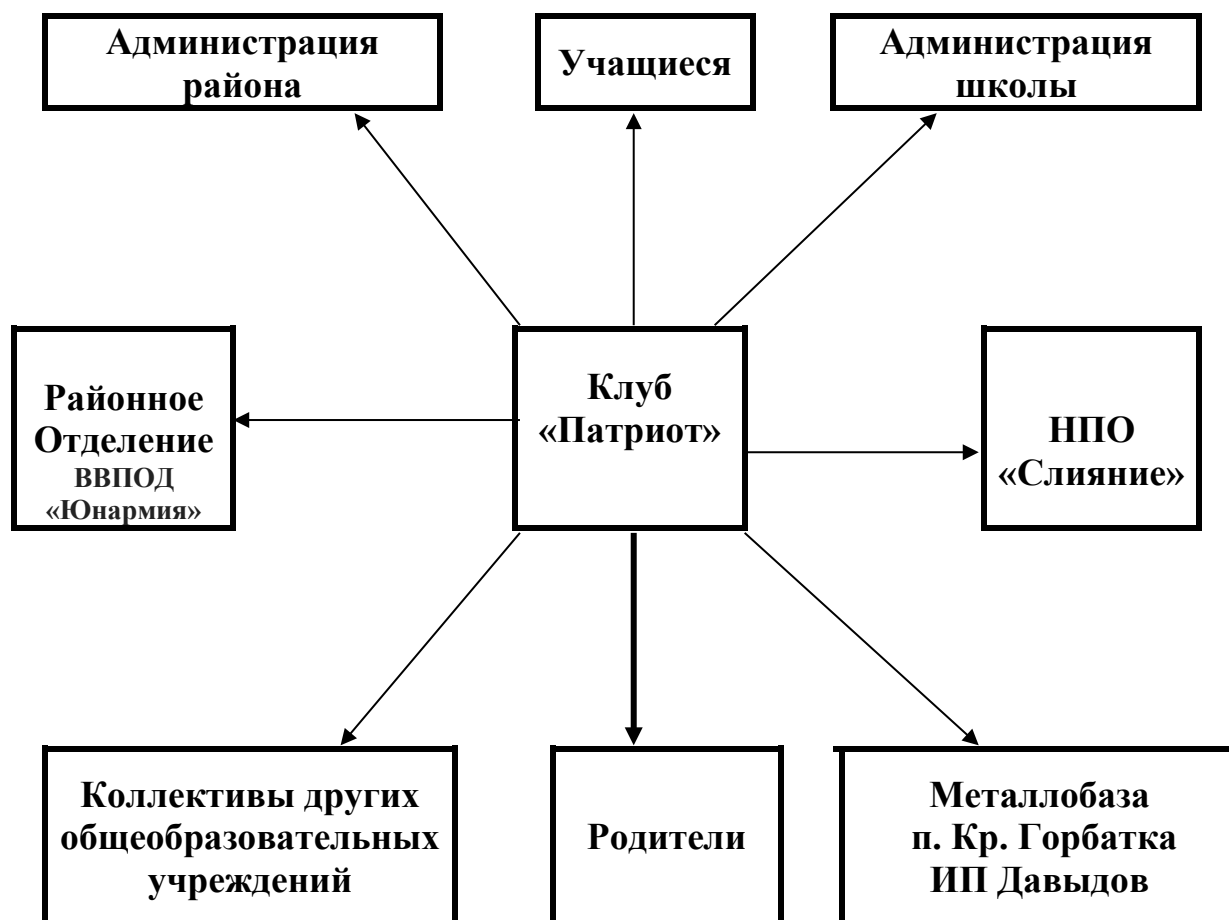 Администрация
района
Учащиеся
Администрация
школы
Районное
Отделение
ВВПОД
«Юнармия»
Клуб
«Патриот»
НПО
«Слияние»
Коллективы других
общеобразовательных
учреждений
Родители
Металлобаза
п. Кр. Горбатка
ИП Давыдов